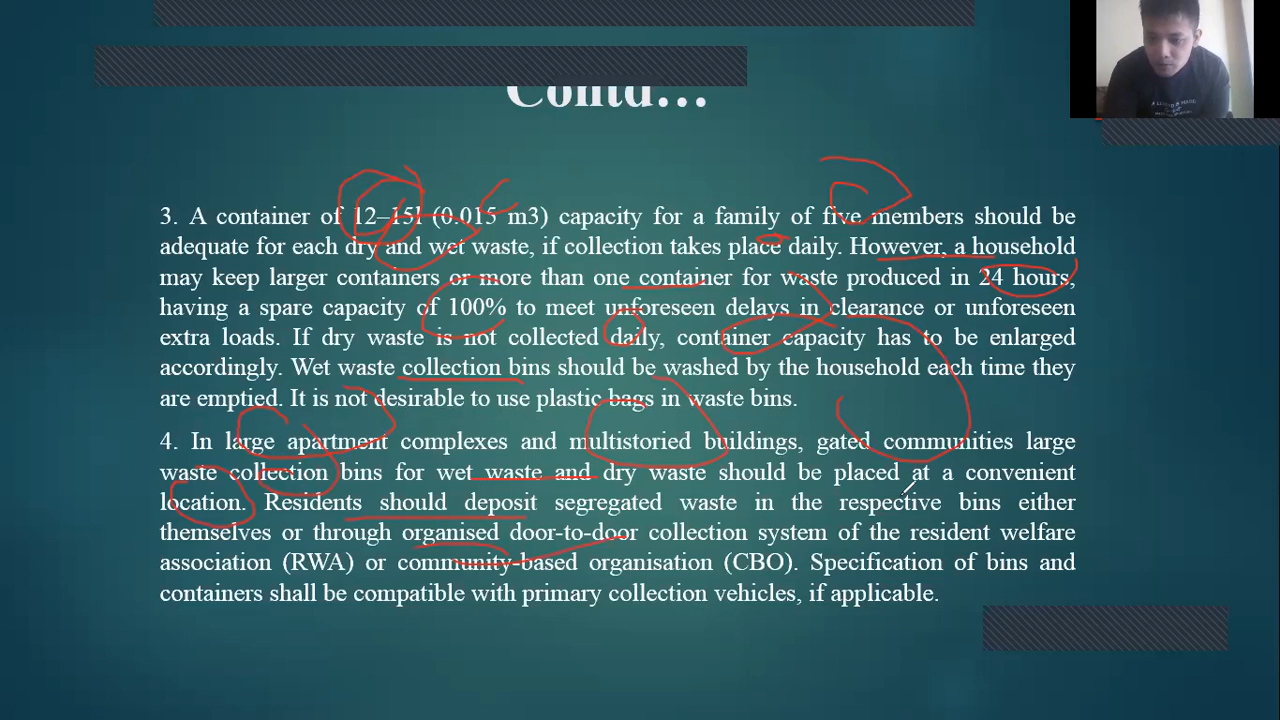 Contd…
3. A container of 12–15l (0.015 m3) capacity for a family of five members should be
adequate for each dry and wet waste, if collection takes place daily. However, a household
may keep larger containers or more than one container for waste produced in 24 hours,
having a spare capacity of 100% to meet unforeseen delays in clearance or unforeseen
extra loads. If dry waste is not collected daily, container capacity has to be enlarged
accordingly. Wet waste collection bins should be washed by the household each time they
are emptied. It is not desirable to use plastic bags in waste bins.
4. In large apartment complexes and multistoried buildings, gated communities large
waste collection bins for wet waste and dry waste should be placed at a convenient
location. Residents should deposit segregated waste in the respective bins either
themselves or through organised door-to-door collection system of the resident welfare
association (RWA) or community-based organisation (CBO). Specification of bins and
containers shall be compatible with primary collection vehicles, if applicable.